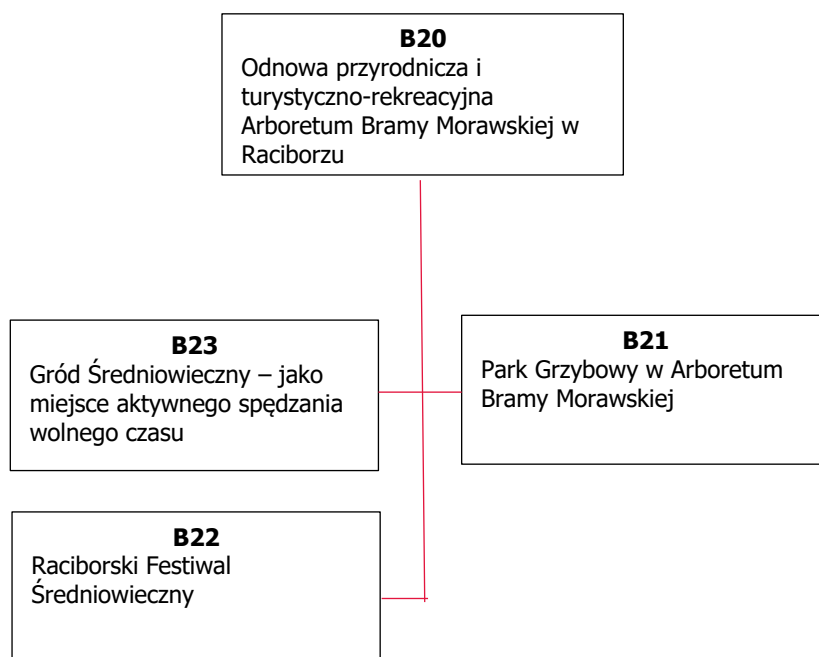 B20
Odnowa przyrodnicza i
turystyczno-rekreacyjna
Arboretum Bramy Morawskiej w
Raciborzu
B23
Gród Średniowieczny – jako
miejsce aktywnego spędzania
wolnego czasu
B21
Park Grzybowy w Arboretum
Bramy Morawskiej
B22
Raciborski Festiwal
Średniowieczny